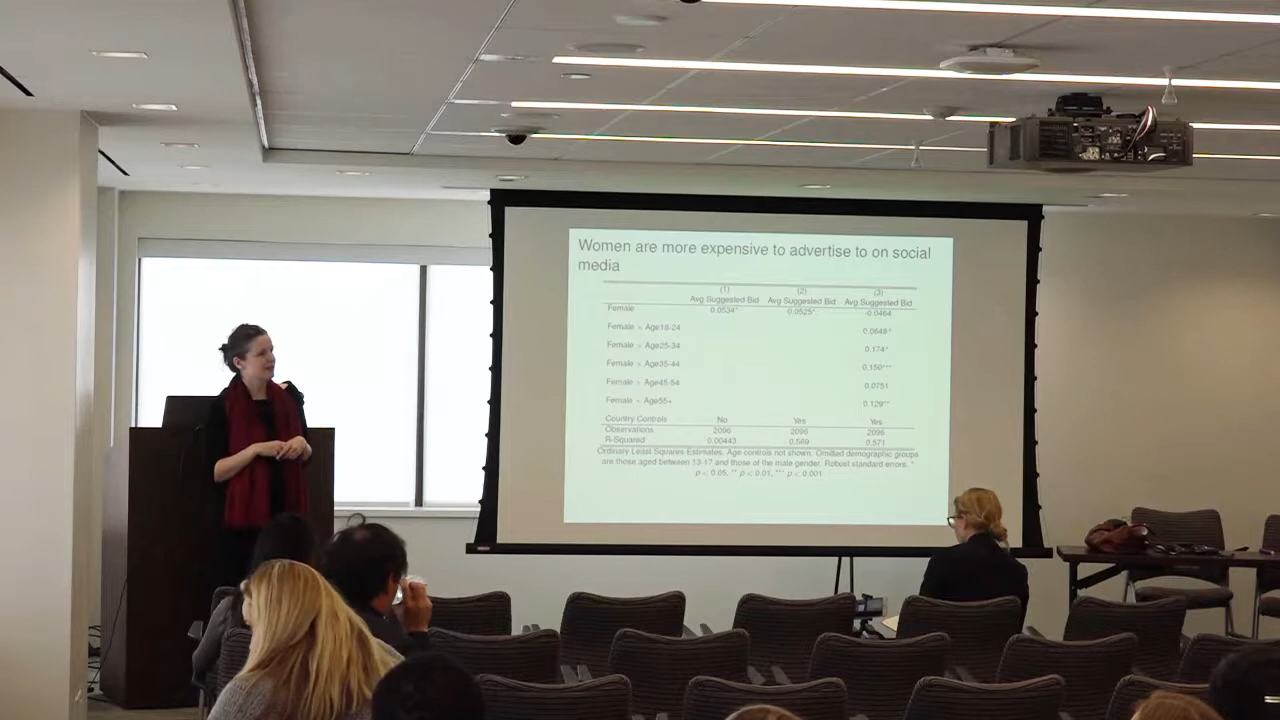 Women are more expensive to advertise to on social
media
(1) (2) (3)
Avg Suggested Bid Avg Suggested Bid Avg Suggested Bid
Female 0.0534* 0.0525* -0.0464
Female × Age18-24 0.0648*
Female × Age25-34 0.174*
Female × Age35-44 0.150***
Female × Age45-54 0.0751
Female × Age55+ 0.129**
Country Controls No Yes Yes
Observations 2096 2096 2096
R-Squared 0.00443 0.569 0.571
Ordinary Least Squares Estimates. Age controls not shown. Omitted demographic groups
are those aged between 13-17 and those of the male gender. Robust standard errors. *
p < 0.05, ** p < 0.01, *** p < 0.001